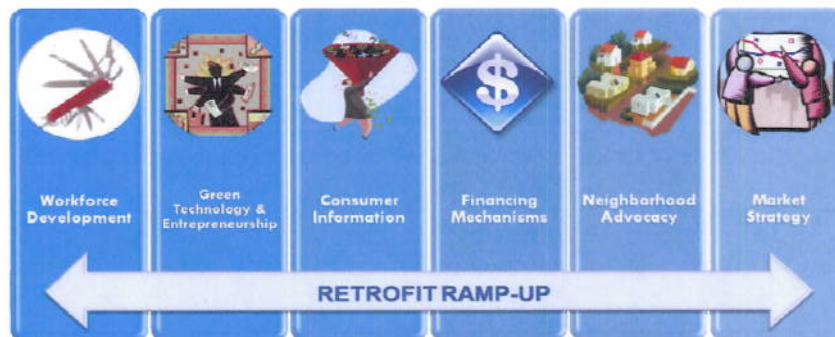 Workforce
Development
Green
Technology &
Entrepreneurship
Consumer
Information
$
Financing
Mechanisms
Neighborhood
Advocacy
Market
Strategy
RETROFIT RAMP-UP